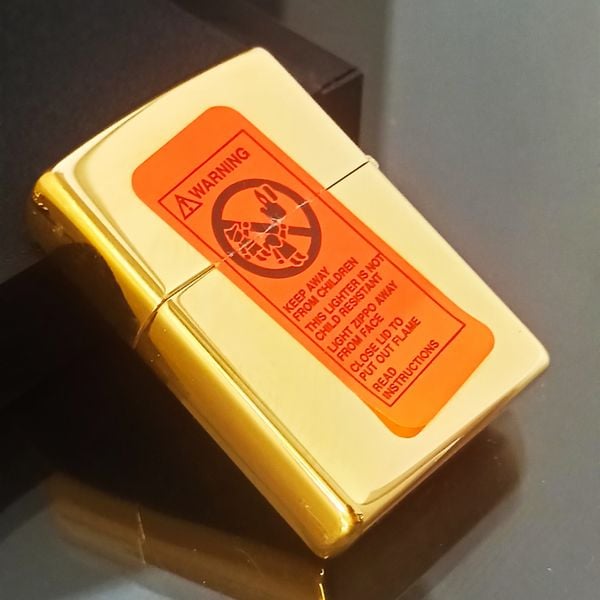 WARNING
KEEP AWAY
FROM CHILDREN
THIS LIGHTER IS NOT
CHILD RESISTANT
LIGHT ZIPPO AWAY
FROM FACE
CLOSE LID TO
PUT OUT FLAME
READ
INSTRUCTIONS